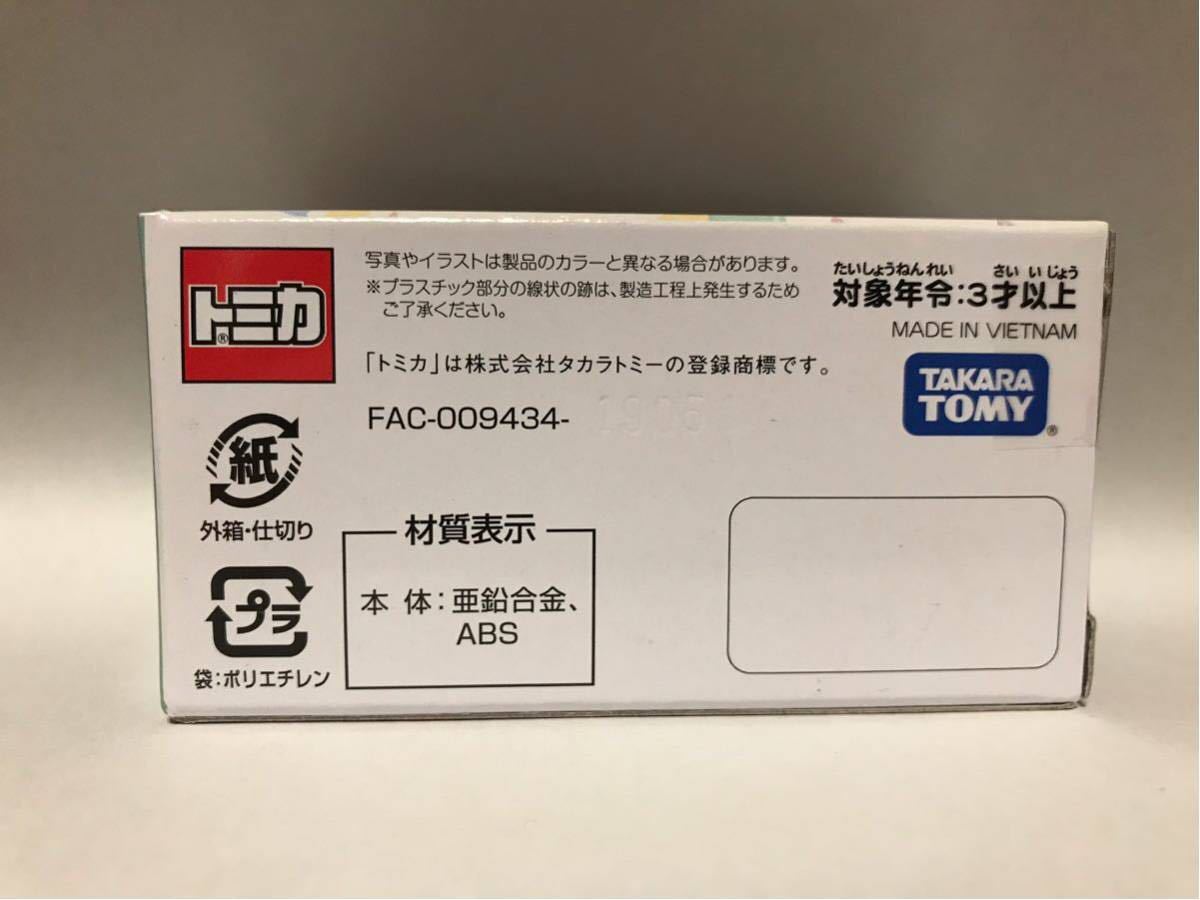 トミカ
®
写真やイラストは製品のカラーと異なる場合があります。
※プラスチック部分の線状の跡は、製造工程上発生するため
ご了承ください。
「トミカ」は株式会社タカラトミーの登録商標です。
FAC-009434-
たいしょうねんれい さいいじょう
対象年令:3才以上
MADE IN VIETNAM
TAKARA
TOMY
®
紙
外箱・仕切り
プラ
袋:ポリエチレン
材質表示
本 体:亜鉛合金、
ABS